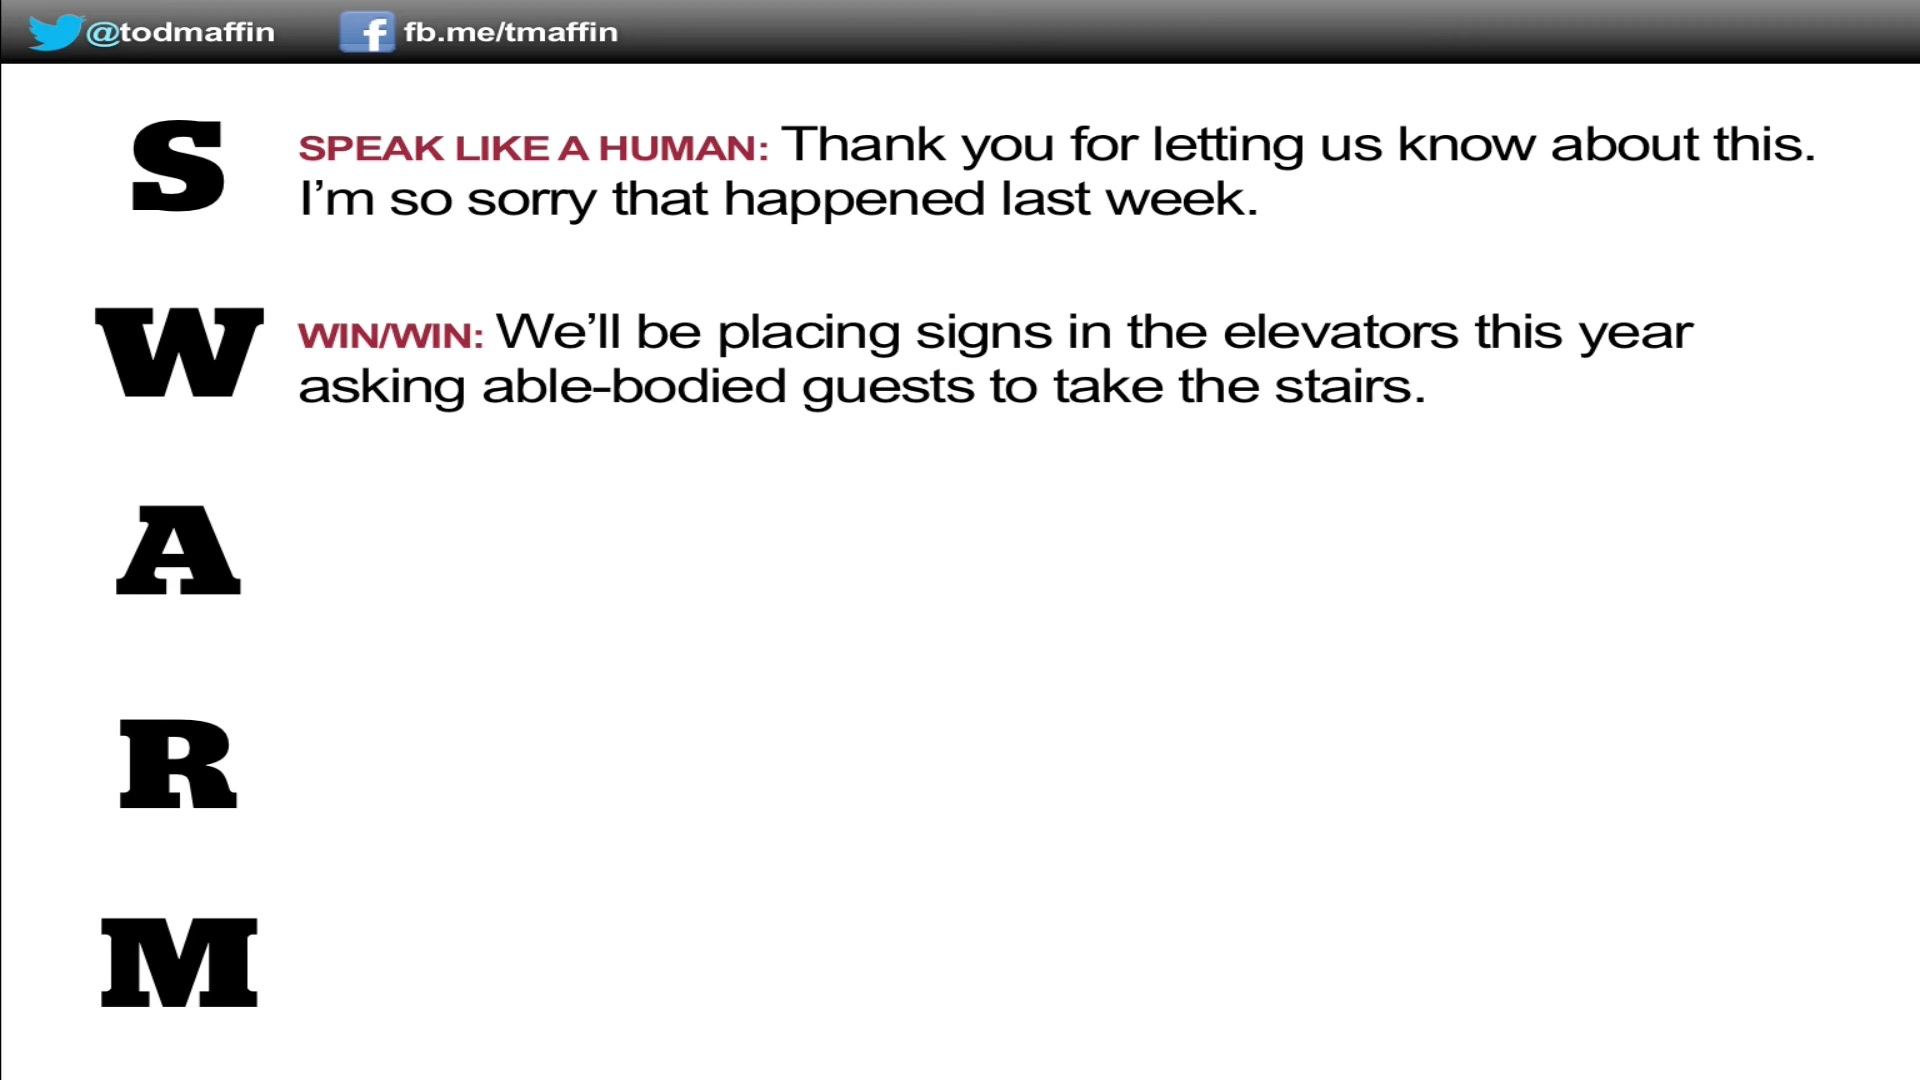 @todmaffin fb.me/tmaffin
S
SPEAK LIKE A HUMAN: Thank you for letting us know about this.
I’m so sorry that happened last week.
W
WIN/WIN: We’ll be placing signs in the elevators this year
asking able-bodied guests to take the stairs.
A
R
M